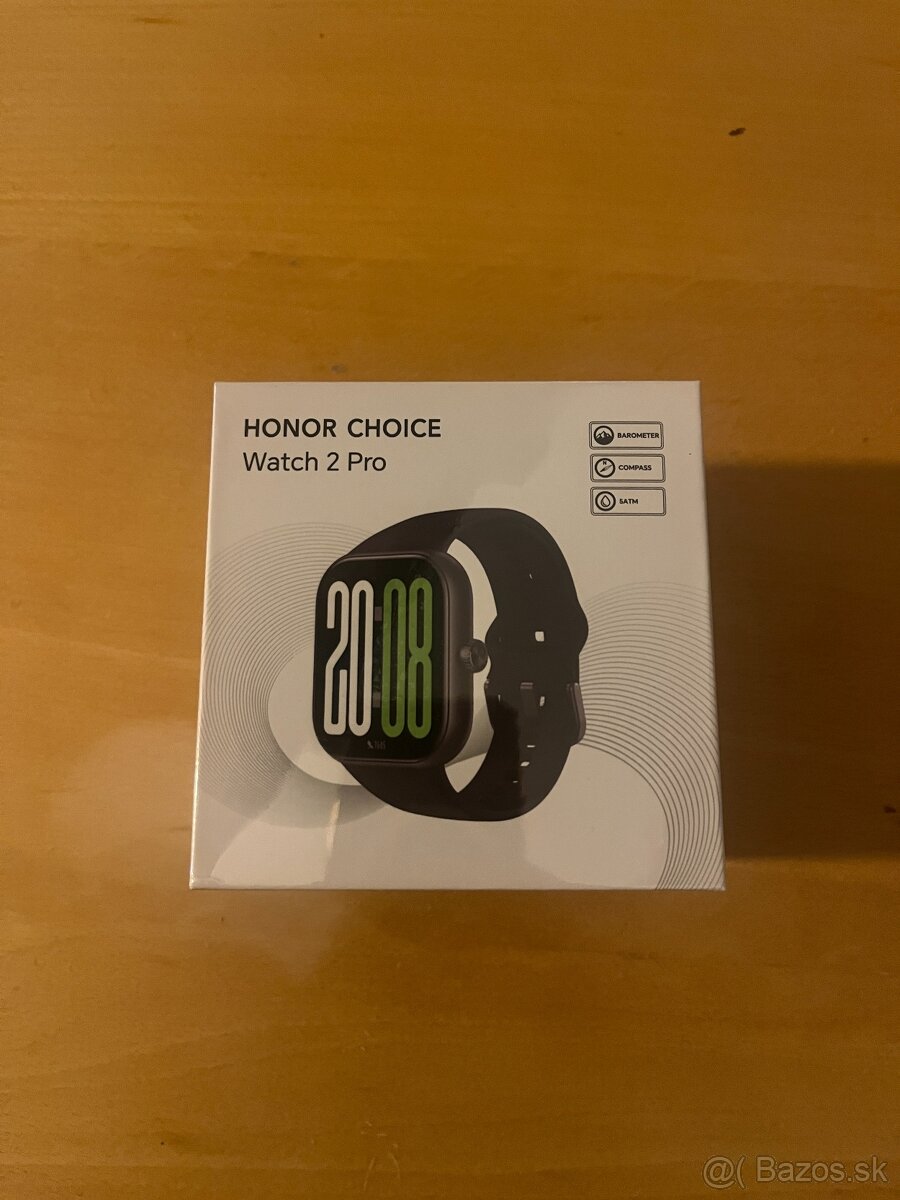 HONOR CHOICE
Watch 2 Pro
BAROMETER
COMPASS
5ATM
20:08
@( Bazos.sk